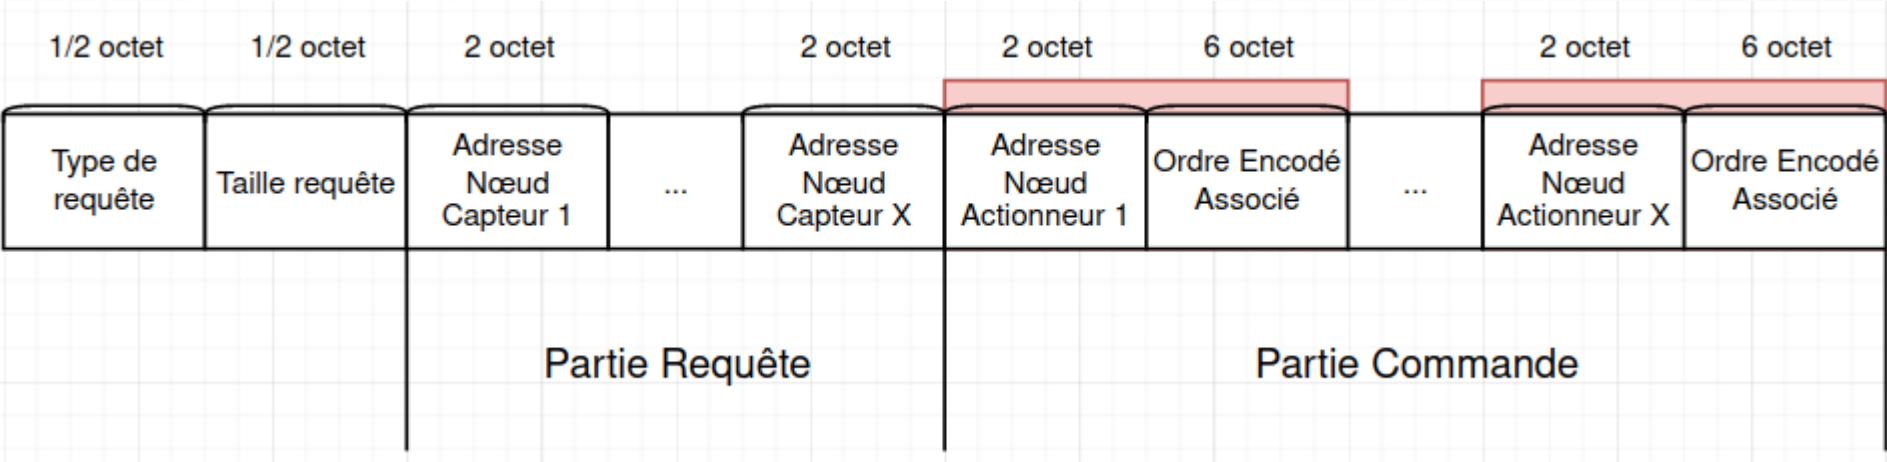 1/2 octet
1/2 octet
2 octet
2 octet
2 octet
6 octet
2 octet
6 octet
Type de
requête
Taille requête
Adresse
Nœud
Capteur 1
...
Adresse
Nœud
Capteur X
Adresse
Nœud
Actionneur 1
Ordre Encodé
Associé
...
Adresse
Nœud
Actionneur X
Ordre Encodé
Associé
Partie Requête
Partie Commande